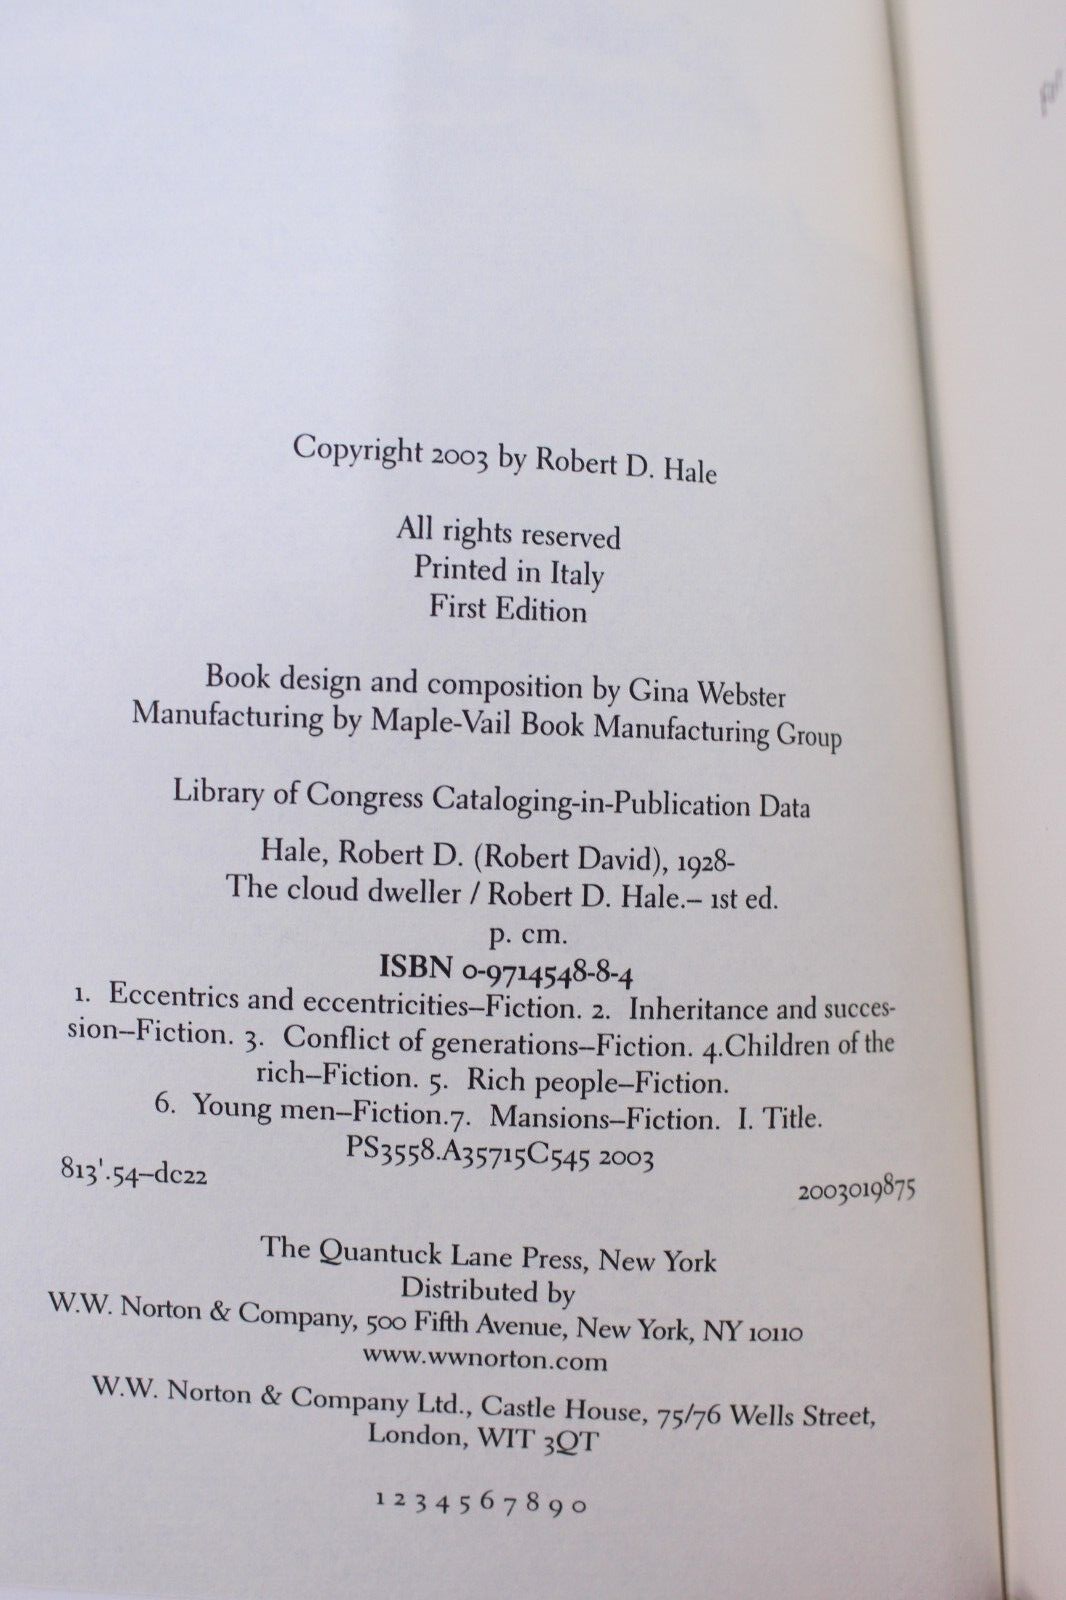 Copyright 2003 by Robert D. Hale
All rights reserved
Printed in Italy
First Edition
Book design and composition by Gina Webster
Manufacturing by Maple-Vail Book Manufacturing Group
Library of Congress Cataloging-in-Publication Data
Hale, Robert D. (Robert David), 1928-
The cloud dweller / Robert D. Hale.– 1st ed.
p. cm.
ISBN 0-9714548-8-4
1. Eccentrics and eccentricities–Fiction. 2. Inheritance and succes-
sion–Fiction. 3. Conflict of generations–Fiction. 4.Children of the
rich–Fiction. 5. Rich people–Fiction.
6. Young men–Fiction.7. Mansions–Fiction. I. Title.
PS3558.A35715C545 2003
813'.54–dc22 2003019875
The Quantuck Lane Press, New York
Distributed by
W.W. Norton & Company, 500 Fifth Avenue, New York, NY 10110
www.wwnorton.com
W.W. Norton & Company Ltd., Castle House, 75/76 Wells Street,
London, WIT 3QT
1 2 3 4 5 6 7 8 9 0